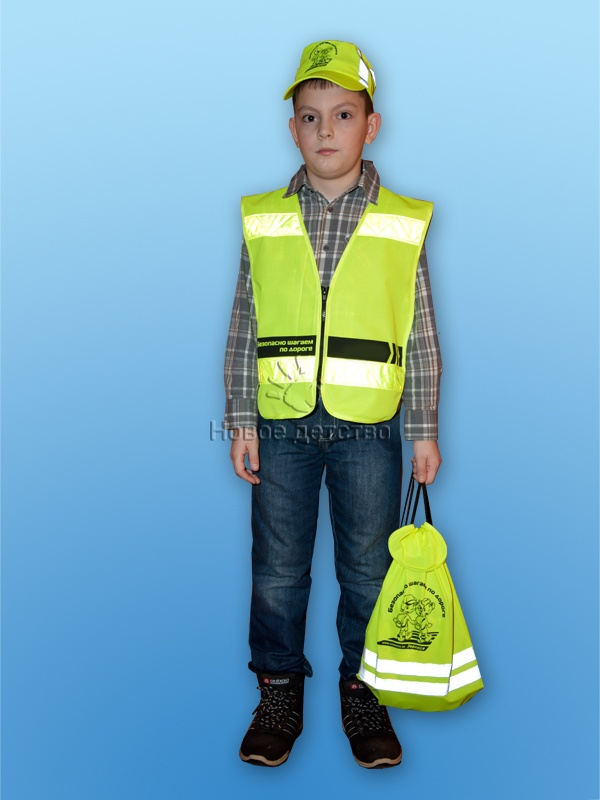 Безопасно шагаем
по дороге
Новое детство
Безопасно шагаем по дороге